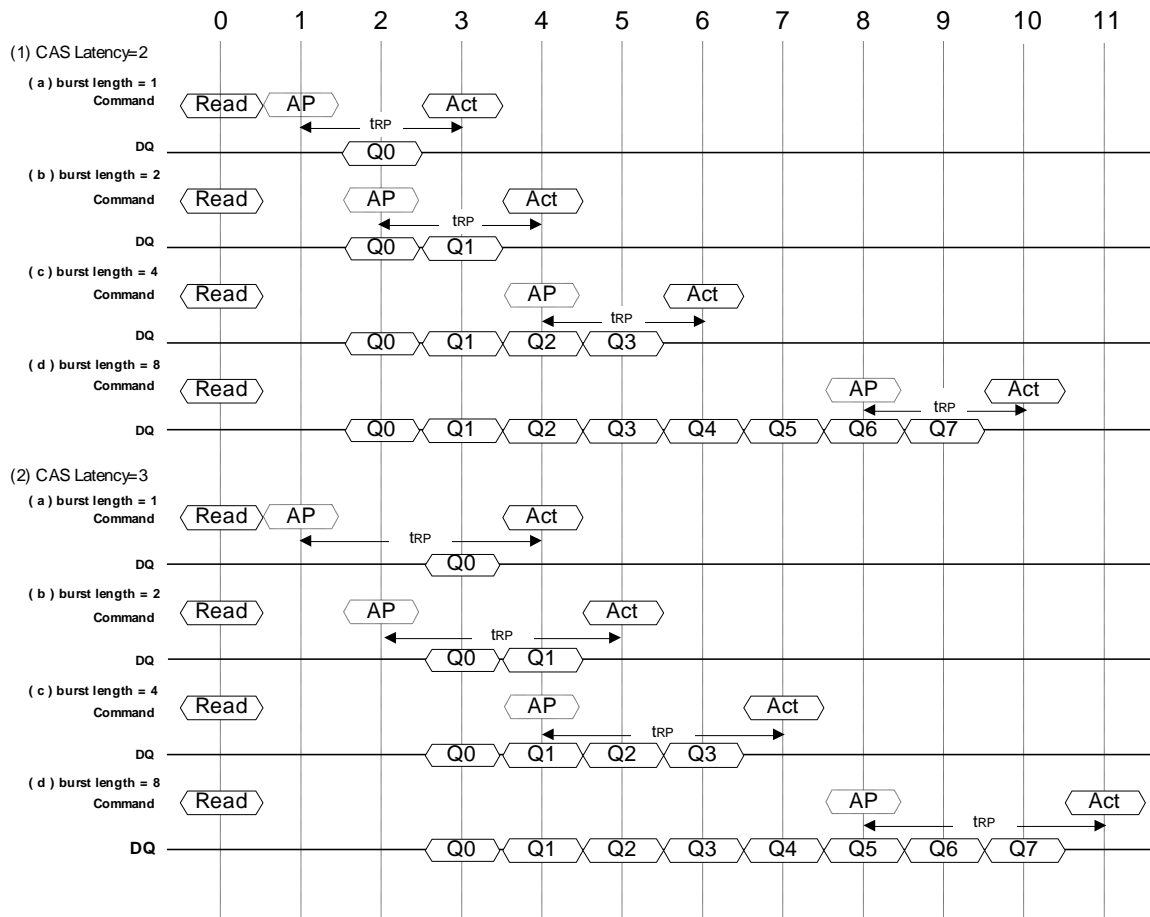 0 1 2 3 4 5 6 7 8 9 10 11
(1) CAS Latency=2
( a ) burst length = 1
Command Read AP Act
tRP
DQ Q0
( b ) burst length = 2
Command Read AP Act
tRP
DQ Q0 Q1
( c ) burst length = 4
Command Read AP Act
tRP
DQ Q0 Q1 Q2 Q3
( d ) burst length = 8
Command Read AP Act
tRP
DQ Q0 Q1 Q2 Q3 Q4 Q5 Q6 Q7
(2) CAS Latency=3
( a ) burst length = 1
Command Read AP Act
tRP
DQ Q0
( b ) burst length = 2
Command Read AP Act
tRP
DQ Q0 Q1
( c ) burst length = 4
Command Read AP Act
tRP
DQ Q0 Q1 Q2 Q3
( d ) burst length = 8
Command Read AP Act
tRP
DQ Q0 Q1 Q2 Q3 Q4 Q5 Q6 Q7